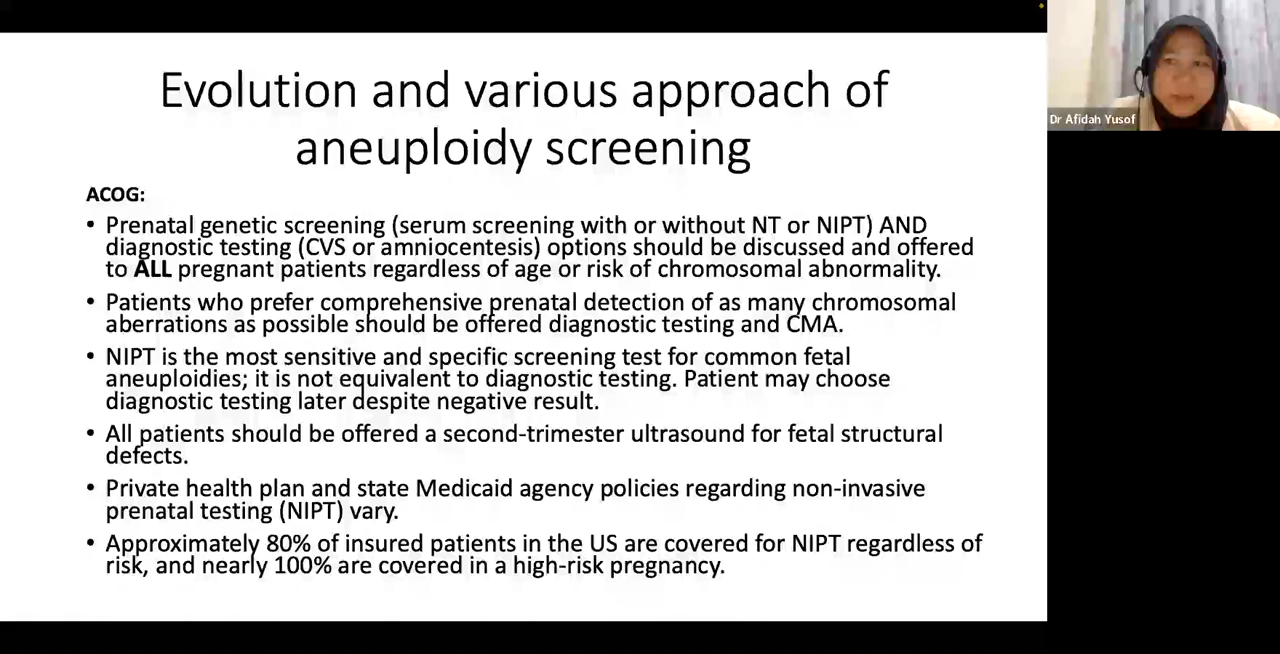 Evolution and various approach of
aneuploidy screening
Dr Afidah Yusof
ACOG:
• Prenatal genetic screening (serum screening with or without NT or NIPT) AND
diagnostic testing (CVS or amniocentesis) options should be discussed and offered
to ALL pregnant patients regardless of age or risk of chromosomal abnormality.
• Patients who prefer comprehensive prenatal detection of as many chromosomal
aberrations as possible should be offered diagnostic testing and CMA.
• NIPT is the most sensitive and specific screening test for common fetal
aneuploidies; it is not equivalent to diagnostic testing. Patient may choose
diagnostic testing later despite negative result.
• All patients should be offered a second-trimester ultrasound for fetal structural
defects.
• Private health plan and state Medicaid agency policies regarding non-invasive
prenatal testing (NIPT) vary.
• Approximately 80% of insured patients in the US are covered for NIPT regardless of
risk, and nearly 100% are covered in a high-risk pregnancy.